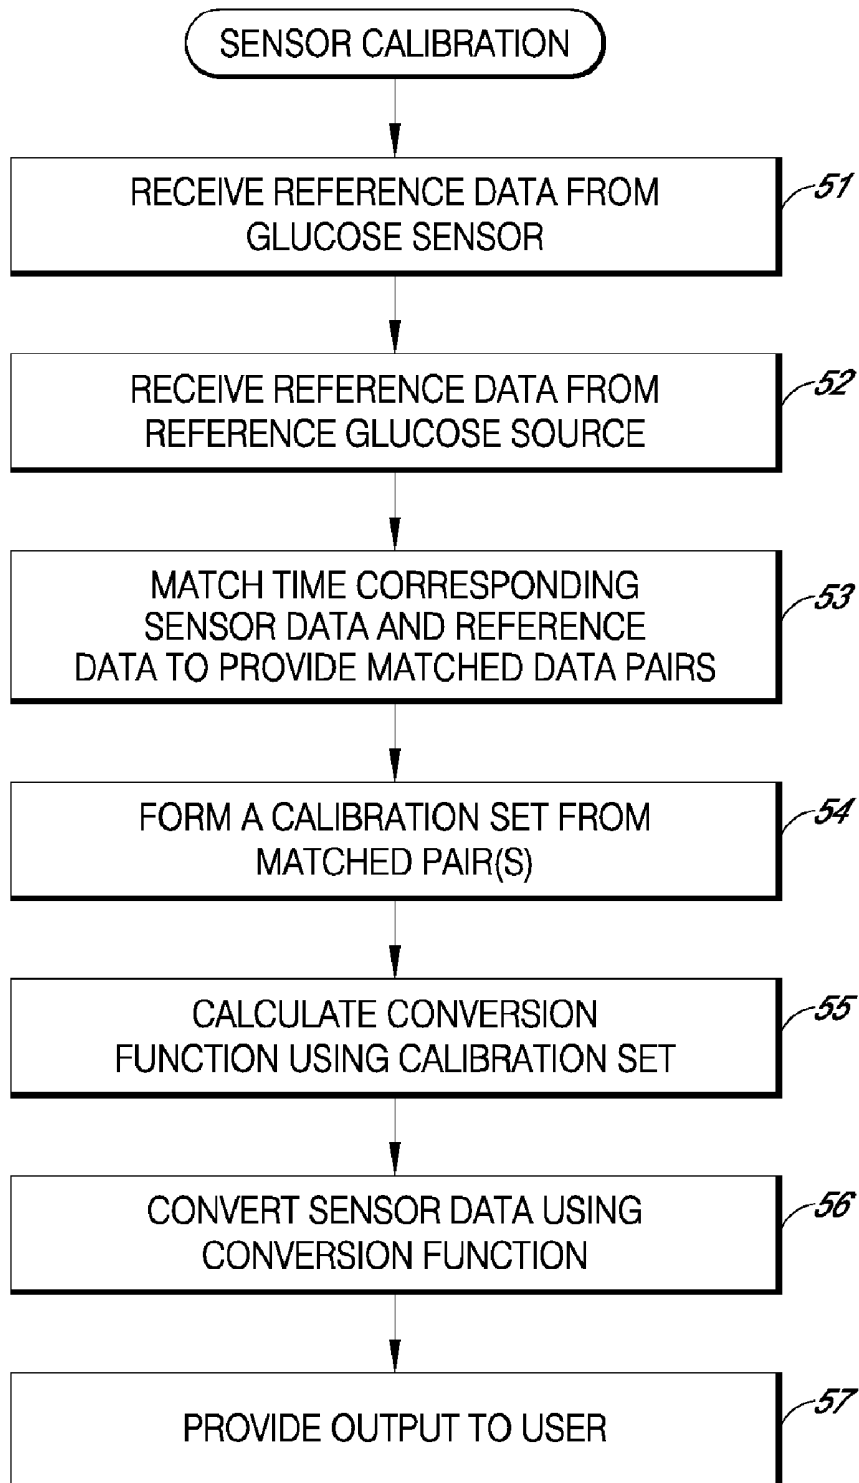 SENSOR CALIBRATION
RECEIVE REFERENCE DATA FROM
GLUCOSE SENSOR
51
RECEIVE REFERENCE DATA FROM
REFERENCE GLUCOSE SOURCE
52
MATCH TIME CORRESPONDING
SENSOR DATA AND REFERENCE
DATA TO PROVIDE MATCHED DATA PAIRS
53
FORM A CALIBRATION SET FROM
MATCHED PAIR(S)
54
CALCULATE CONVERSION
FUNCTION USING CALIBRATION SET
55
CONVERT SENSOR DATA USING
CONVERSION FUNCTION
56
PROVIDE OUTPUT TO USER
57